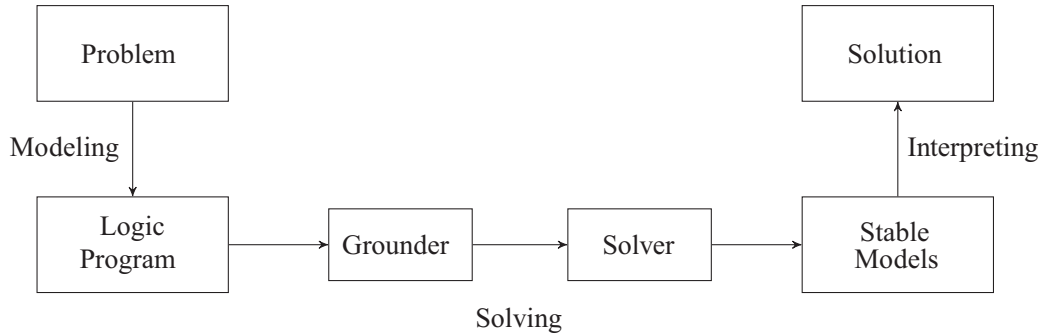 Problem
Solution
Modeling
Interpreting
Logic
Program
Grounder
Solver
Stable
Models
Solving